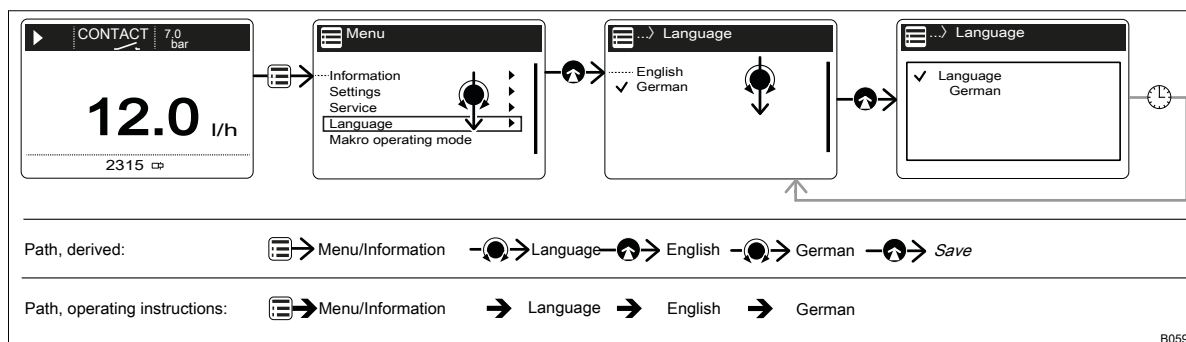 CONTACT
7.0
bar
12.0 l/h
2315
Menu
Information
Settings
Service
Language
Makro operating mode
...〉 Language
English
German
...〉 Language
Language
German
Path, derived: Menu/Information Language English German Save
Path, operating instructions: Menu/Information Language English German
B059